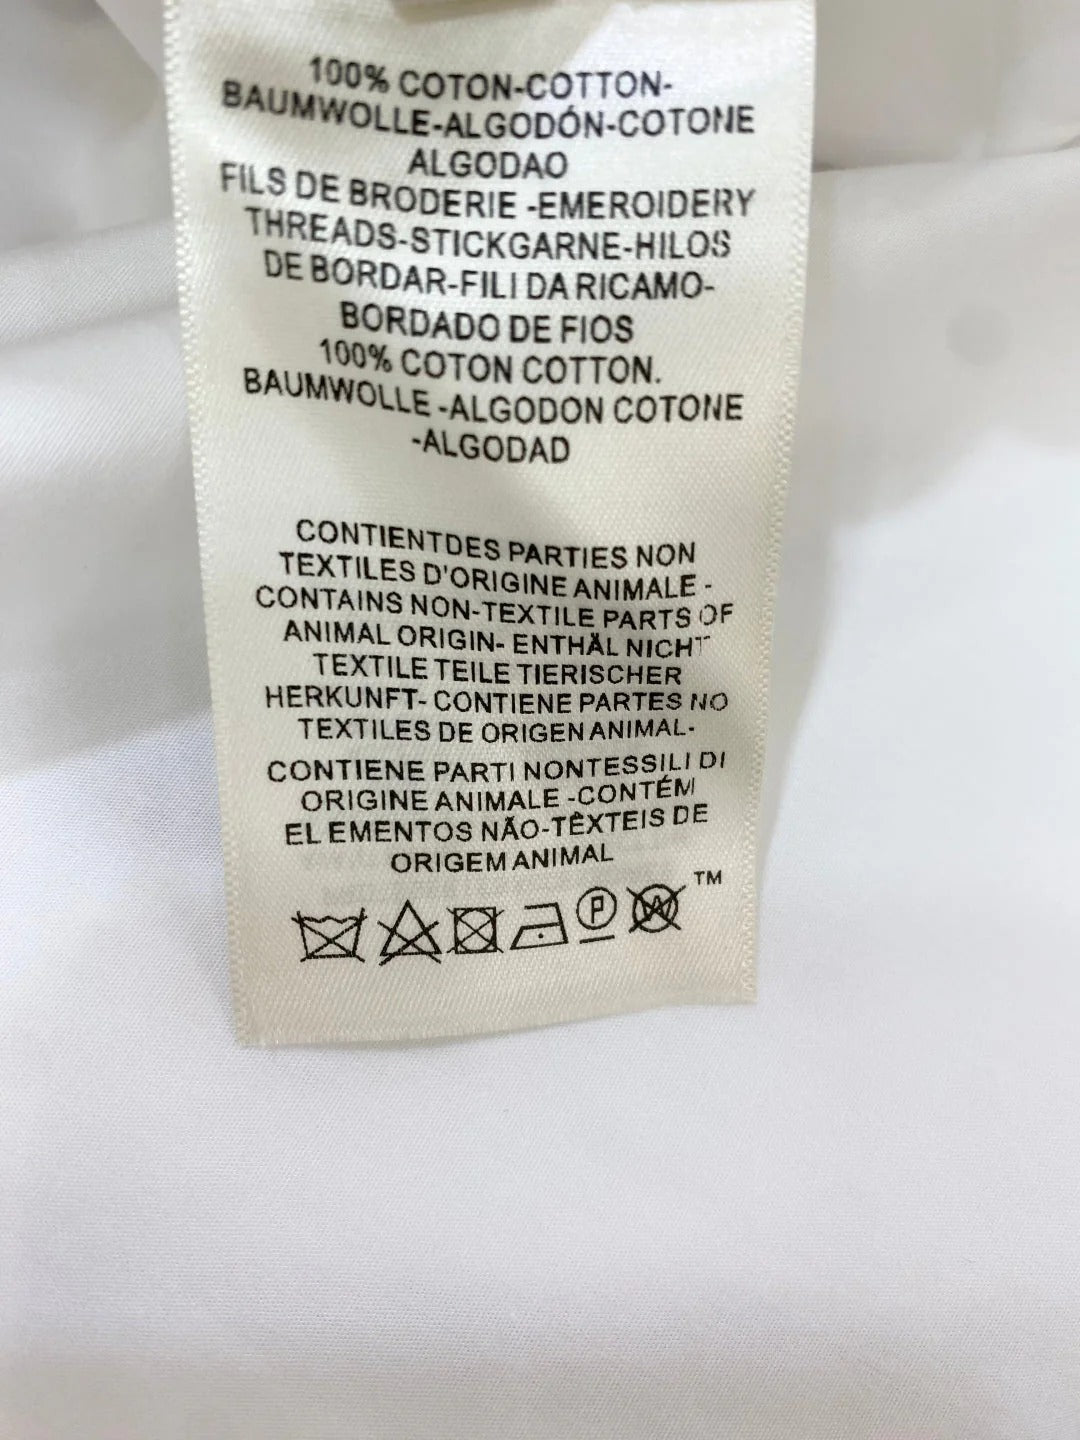 100% COTON-COTTON-
BAUMWOLLE-ALGODÓN-COTONE
ALGODAO
FILS DE BRODERIE -EMEROIDERY
THREADS-STICKGARNE-HILOS
DE BORDAR-FILI DA RICAMO-
BORDADO DE FIOS
100% COTON COTTON.
BAUMWOLLE -ALGODON COTONE
-ALGODAD
CONTIENTDES PARTIES NON
TEXTILES D'ORIGINE ANIMALE -
CONTAINS NON-TEXTILE PARTS OF
ANIMAL ORIGIN- ENTHÄL NICHT
TEXTILE TEILE TIERISCHER
HERKUNFT- CONTIENE PARTES NO
TEXTILES DE ORIGEN ANIMAL-
CONTIENE PARTI NONTESSILI DI
ORIGINE ANIMALE -CONTÉM
EL EMENTOS NÃO-TÊXTEIS DE
ORIGEM ANIMAL
P W TM